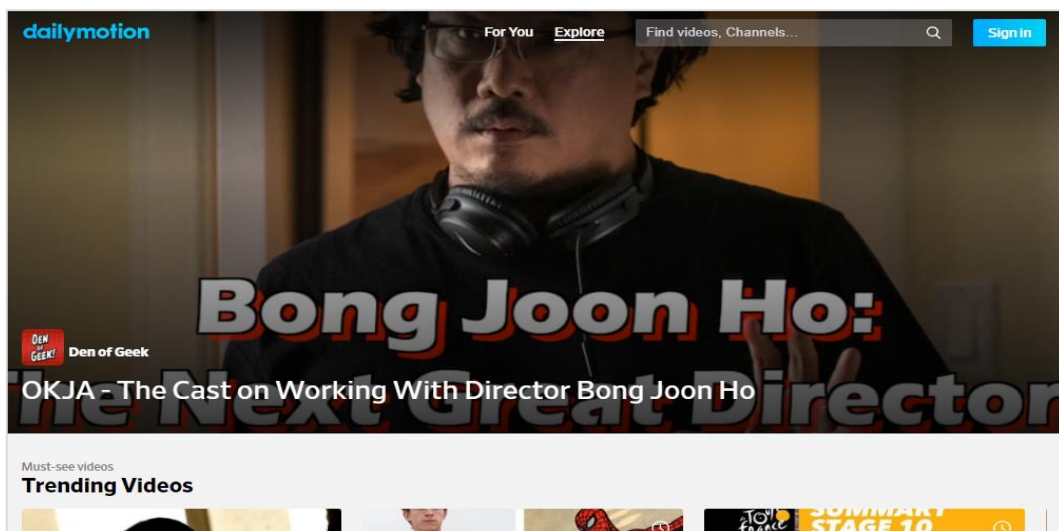 dailymotion
For You Explore Find videos, Channels... Sign in
Bong Joon Ho:
The Next Great Director
DEN
OF
GEEK!
Den of Geek
OKJA - The Cast on Working With Director Bong Joon Ho
Must-see videos
Trending Videos
TOUR
france
SUMMARY
STAGE 10